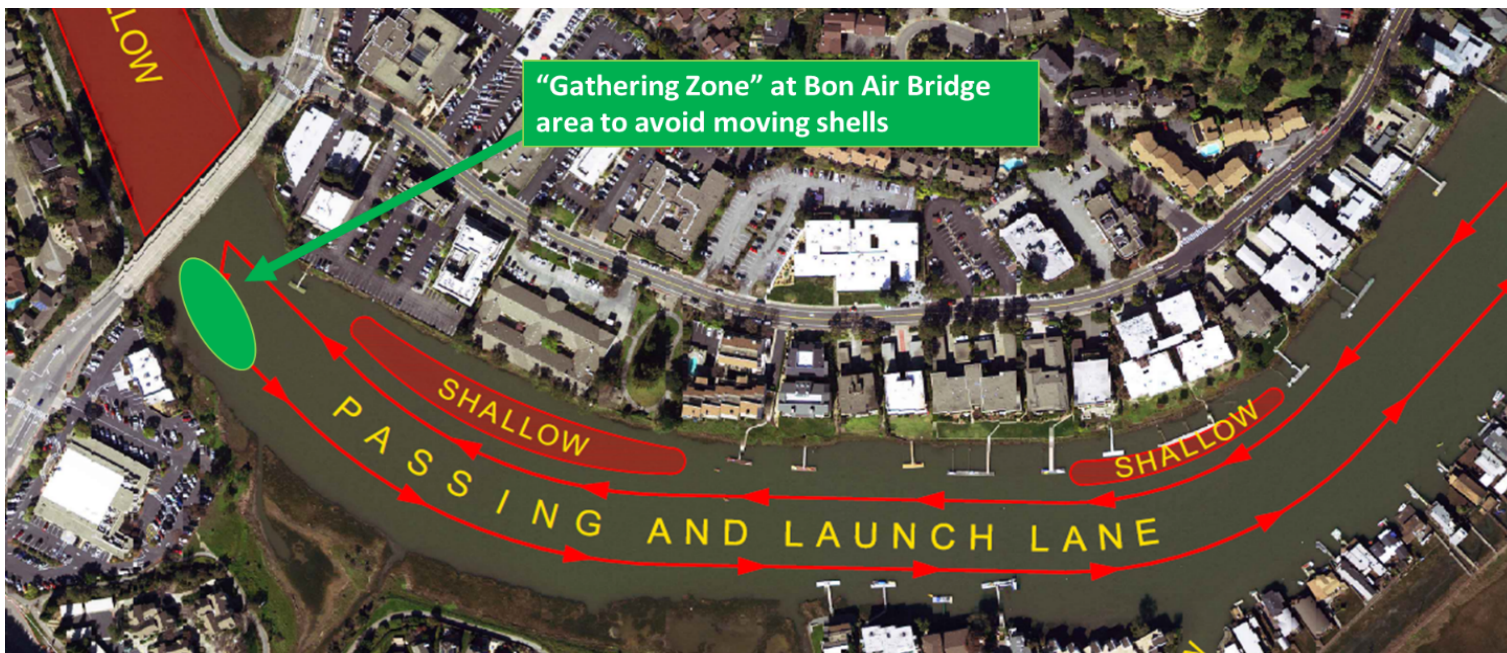 LLOW
“Gathering Zone” at Bon Air Bridge
area to avoid moving shells
SHALLOW
SHALLOW
PASSING AND LAUNCH LANE
W